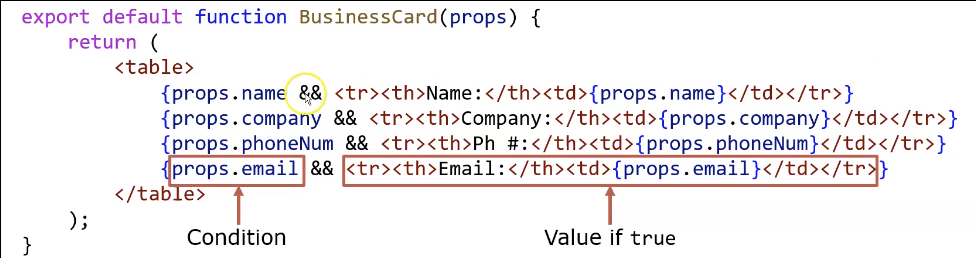 export default function BusinessCard(props) {
    return (
        <table>
            {props.name && <tr><th>Name:</th><td>{props.name}</td></tr>}
            {props.company && <tr><th>Company:</th><td>{props.company}</td></tr>}
            {props.phoneNum && <tr><th>Ph #:</th><td>{props.phoneNum}</td></tr>}
            {props.email && <tr><th>Email:</th><td>{props.email}</td></tr>}
        </table>
    );
Condition Value if true
}